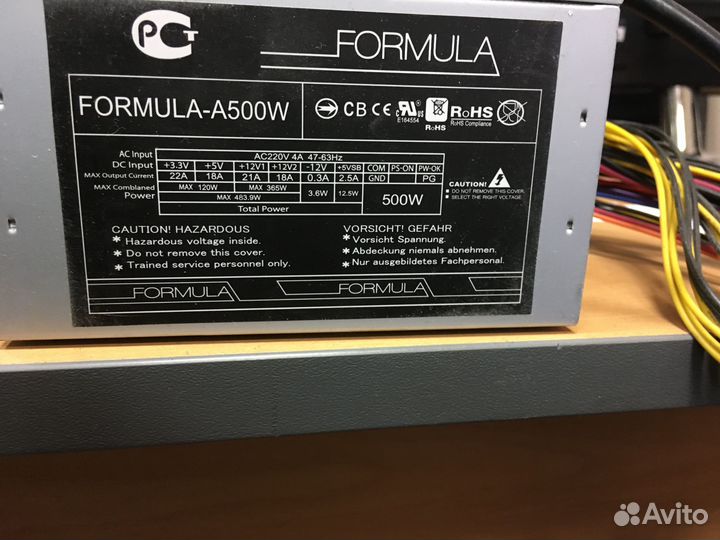 PCT
FORMULA
FORMULA-A500W
CB CE RU US E164554 RoHS RoHS RoHS Compliance
AC Input AC220V 4A 47-63Hz
DC Input +3.3V +5V +12V1 +12V2 -12V +5VSB COM PS-ON PW-OK
MAX Output Current 22A 18A 21A 18A 0.3A 2.5A GND PG
MAX Comblaned Power MAX 120W MAX 365W 3.6W 12.5W 500W
MAX 483.9W
Total Power
CAUTION!
DO NOT REMOVE THIS COVER.
SELECT THE RIGHT VOLTAGE.
CAUTION! HAZARDOUS
* Hazardous voltage inside.
* Do not remove this cover.
* Trained service personnel only.
VORSICHT! GEFAHR
* Vorsicht Spannung.
* Abdeckung niemals abnehmen.
* Nur ausgebildetes Fachpersonal.
FORMULA
FORMULA
Avito